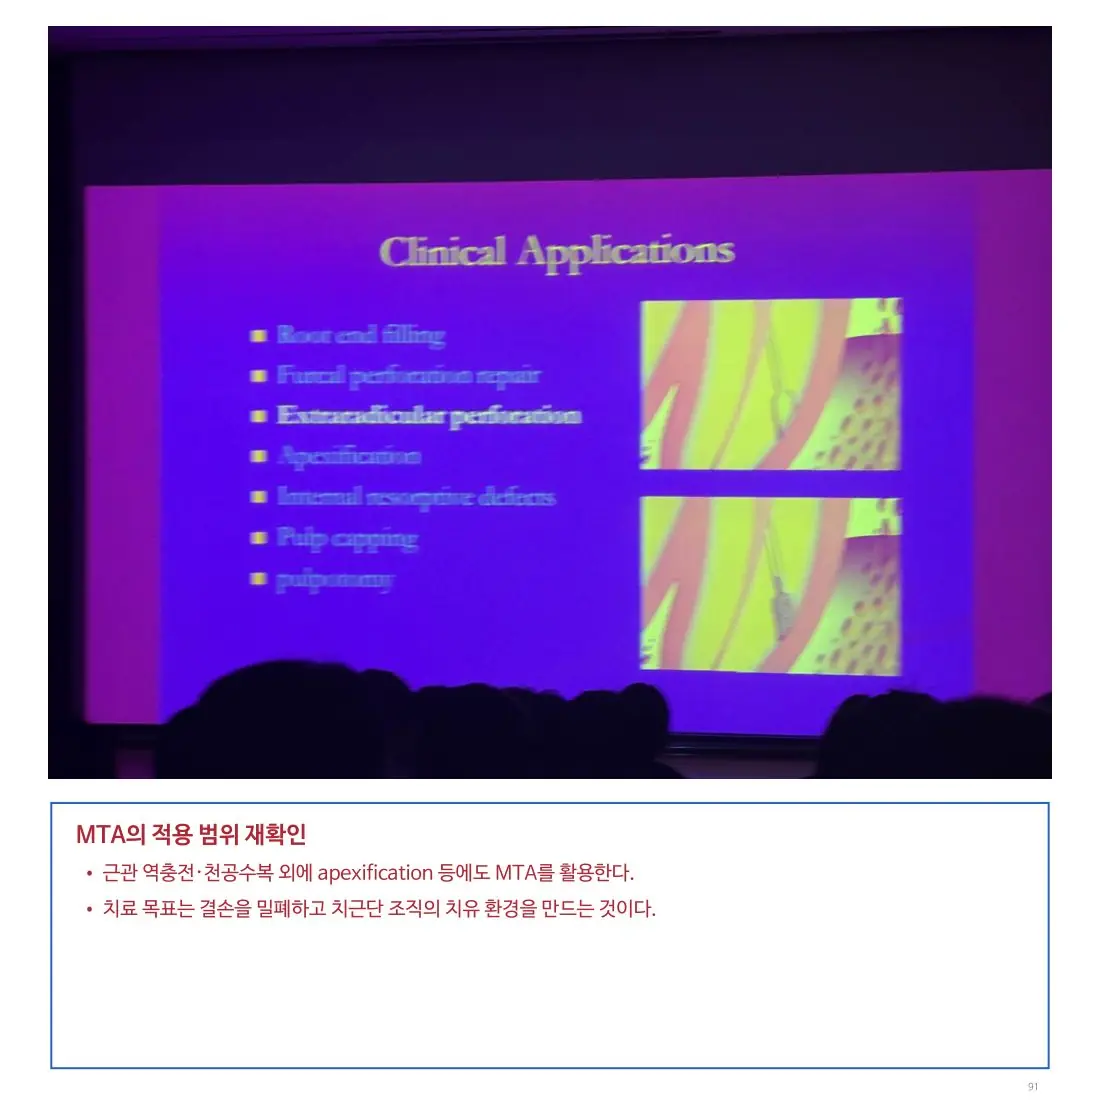 Clinical Applications
Root end filling
Furcal perforation repair
Extraradicular perforation
Apexification
Internal resorptive defects
Pulp capping
pulpotomy
MTA의 적용 범위 재확인
• 근관 역충전·천공수복 외에 apexification 등에도 MTA를 활용한다.
• 치료 목표는 결손을 밀폐하고 치근단 조직의 치유 환경을 만드는 것이다.
91